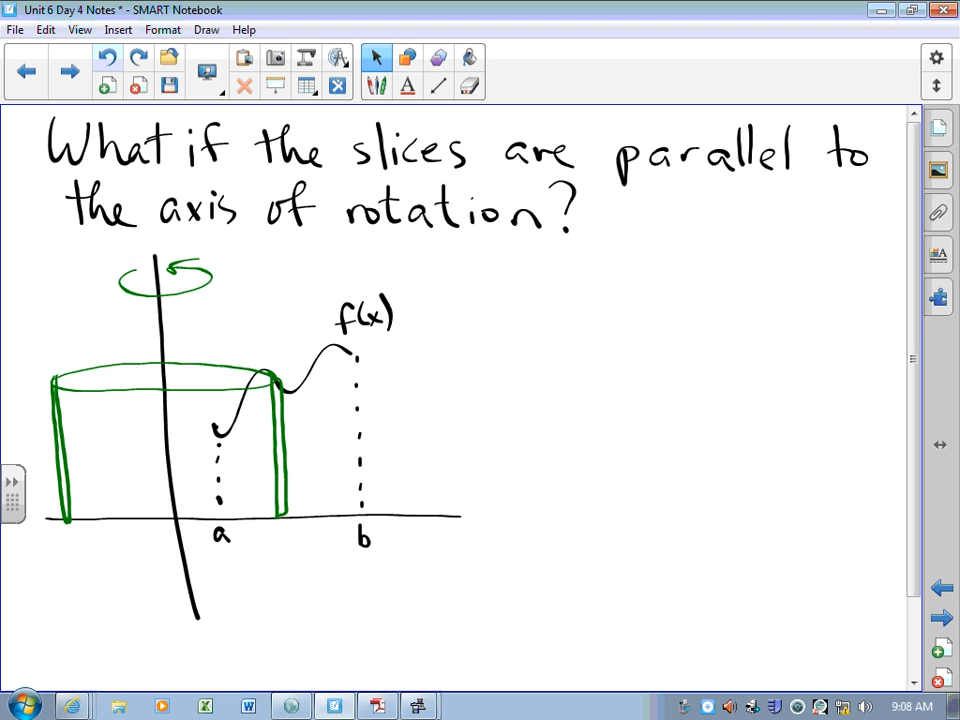 Unit 6 Day 4 Notes * - SMART Notebook
File Edit View Insert Format Draw Help
What if the slices are parallel to
the axis of rotation?
f(x)
a
b
9:08 AM